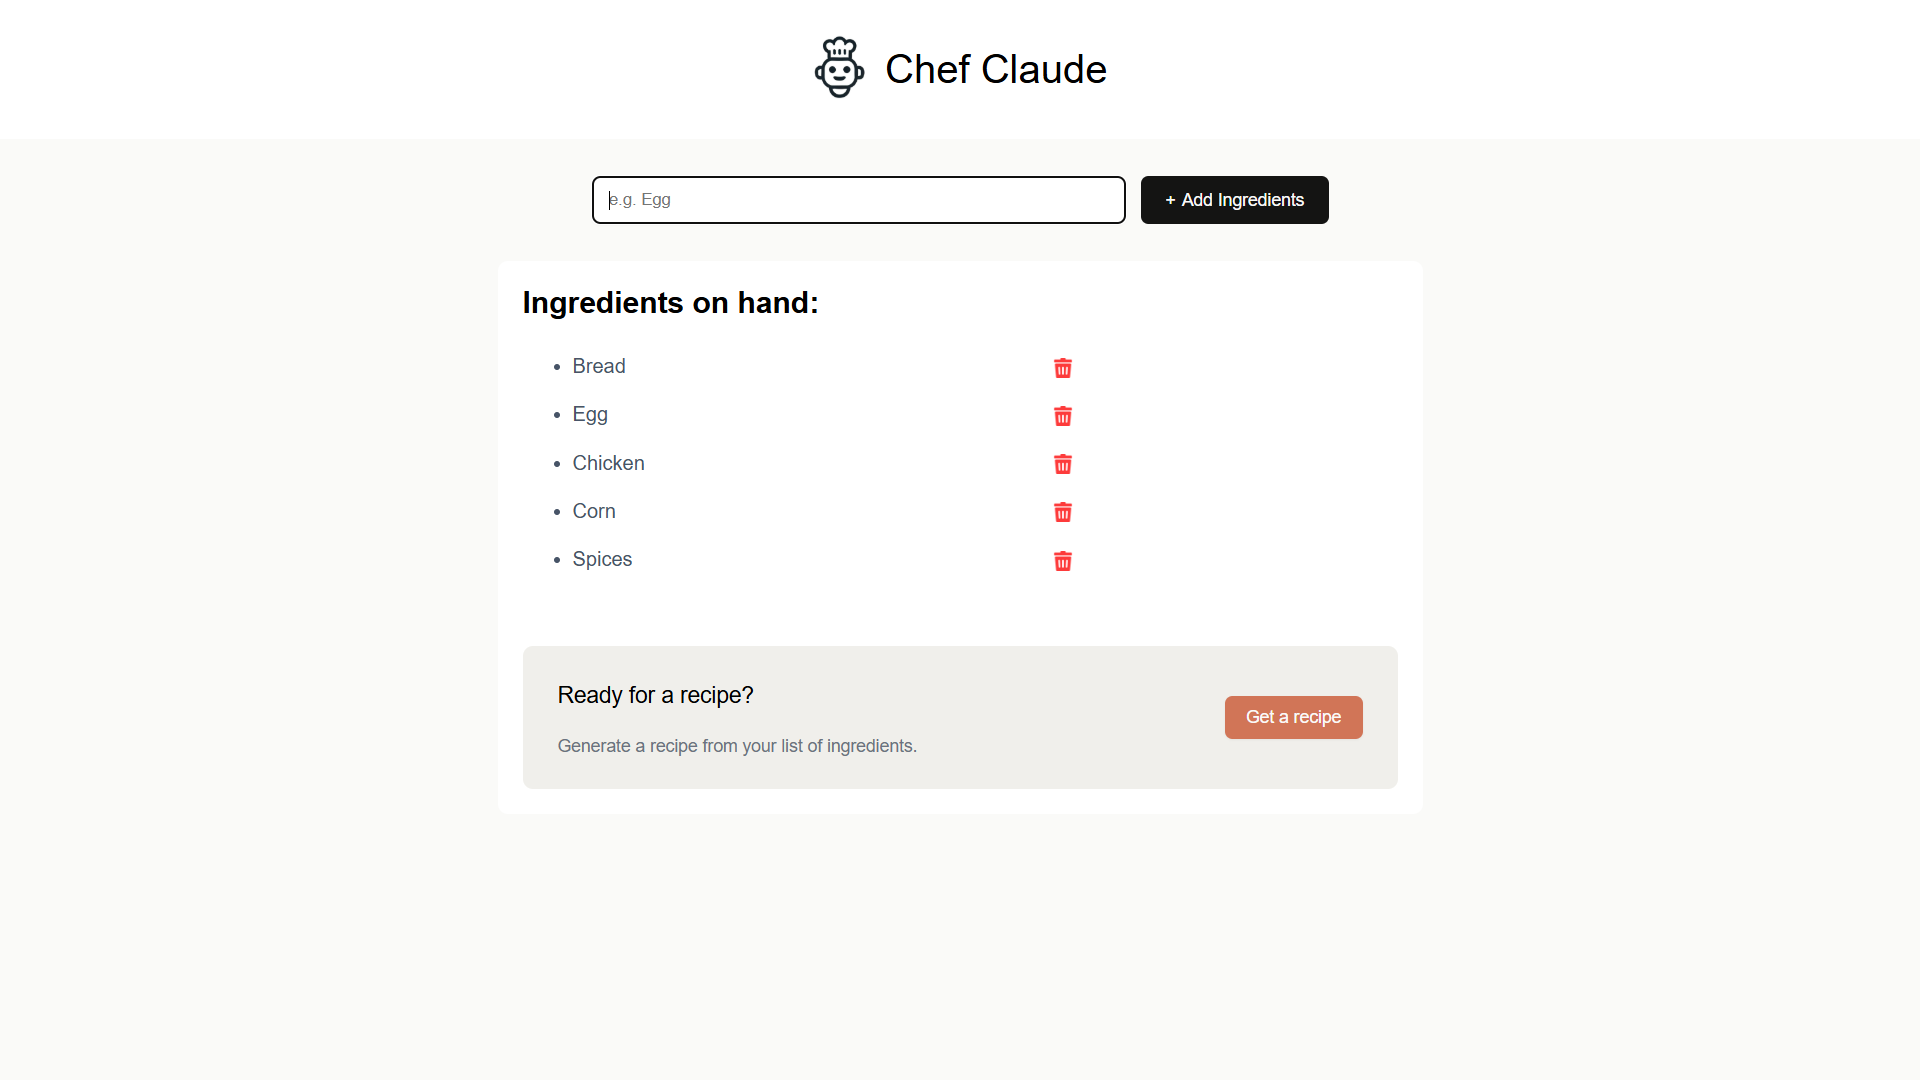 Chef Claude
e.g. Egg
+ Add Ingredients
Ingredients on hand:
• Bread
• Egg
• Chicken
• Corn
• Spices
Ready for a recipe?
Get a recipe
Generate a recipe from your list of ingredients.